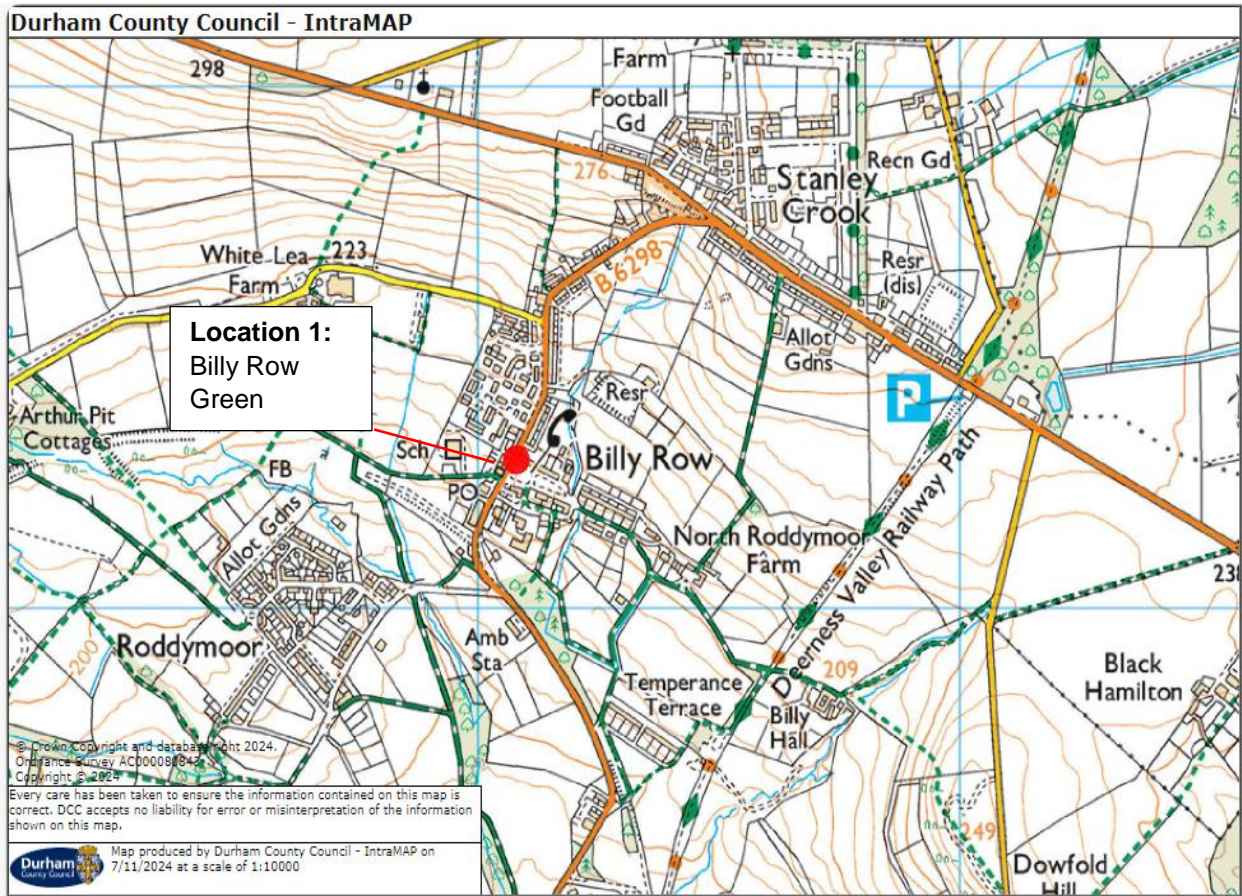 Durham County Council - IntraMAP
298
Farm
Football
Gd
Recn Gd
276
Stanley
Crook
White Lea
Farm
223
B 6298
Resr
(dis)
Location 1:
Billy Row
Green
Allot
Gdns
Resr
P
Arthur Pit
Cottages
Sch
Billy Row
FB
PO
Allot Gdns
North Roddymoor
Farm
Deerness Valley Railway Path
Roddymoor
200
Amb
Sta
209
Temperance
Terrace
Billy
Hall
Black
Hamilton
© Crown Copyright and database right 2024.
Ordnance Survey
Copyright © 2024
Every care has been taken to ensure the information contained on this map is
correct. DCC accepts no liability for error or misinterpretation of the information
shown on this map.
249
Dowfold
Hill
Durham
County Council
Map produced by Durham County Council - IntraMAP on
7/11/2024 at a scale of 1:10000